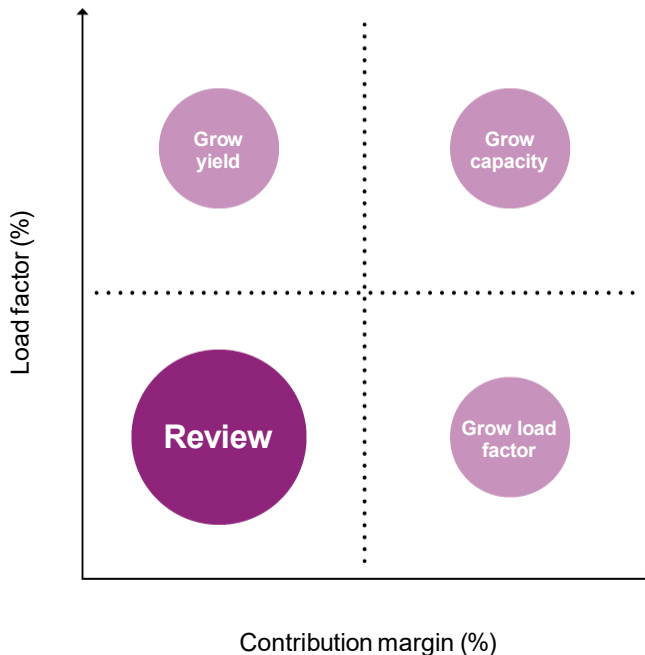 Grow
yield
Grow
capacity
Load factor (%)
Review
Grow load
factor
Contribution margin (%)